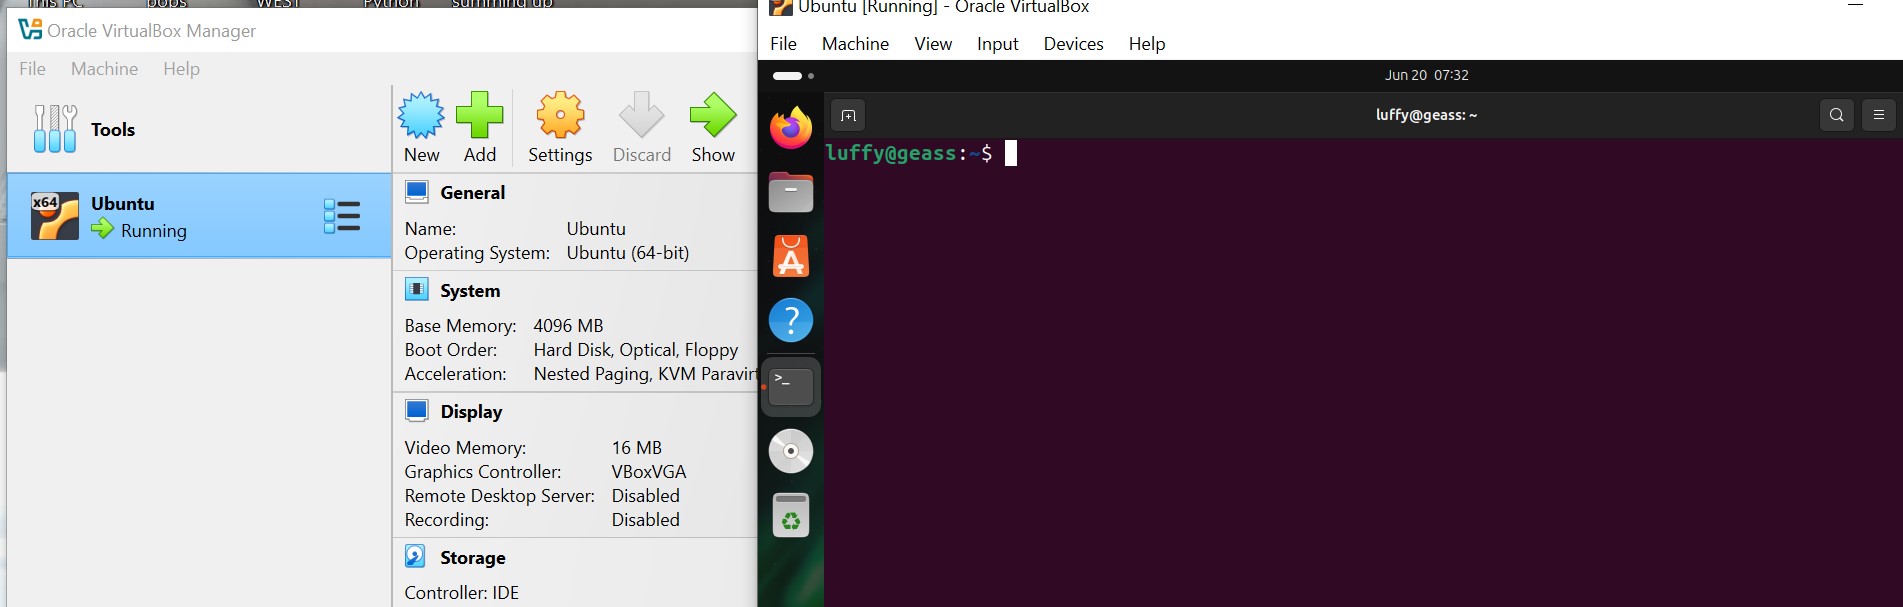 This PC pops WEST Python summing up
Oracle VirtualBox Manager
File Machine Help
Tools
New Add Settings Discard Show
x64
Ubuntu
Running
General
Name: Ubuntu
Operating System: Ubuntu (64-bit)
System
Base Memory: 4096 MB
Boot Order: Hard Disk, Optical, Floppy
Acceleration: Nested Paging, KVM Paravirt
Display
Video Memory: 16 MB
Graphics Controller: VBoxVGA
Remote Desktop Server: Disabled
Recording: Disabled
Storage
Controller: IDE
Ubuntu [Running] - Oracle VirtualBox
File Machine View Input Devices Help
Jun 20 07:32
luffy@geass: ~
luffy@geass:~$